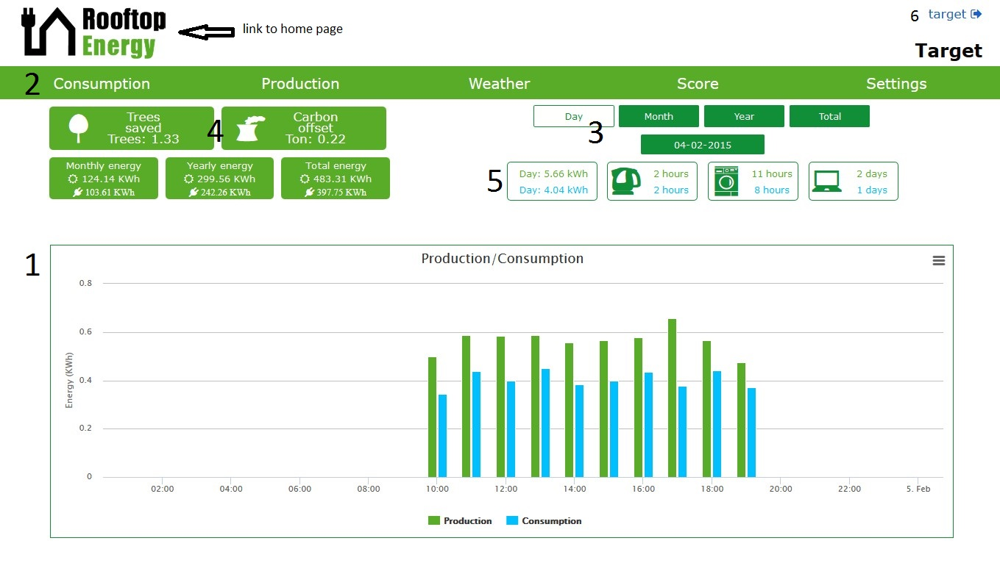 Rooftop
Energy
link to home page
6 target
Target
2 Consumption Production Weather Score Settings
Trees
saved
Trees: 1.33
4
Carbon
offset
Ton: 0.22
Day Month Year Total
3
04-02-2015
Monthly energy
124.14 KWh
103.61 KWh
Yearly energy
299.56 KWh
242.26 KWh
Total energy
483.31 KWh
397.75 KWh
5
Day: 5.66 kWh
Day: 4.04 kWh
2 hours
2 hours
11 hours
8 hours
2 days
1 days
1
Production/Consumption
Energy (KWh)
0.8
0.6
0.4
0.2
0
02:00 04:00 06:00 08:00 10:00 12:00 14:00 16:00 18:00 20:00 22:00 5. Feb
Production Consumption